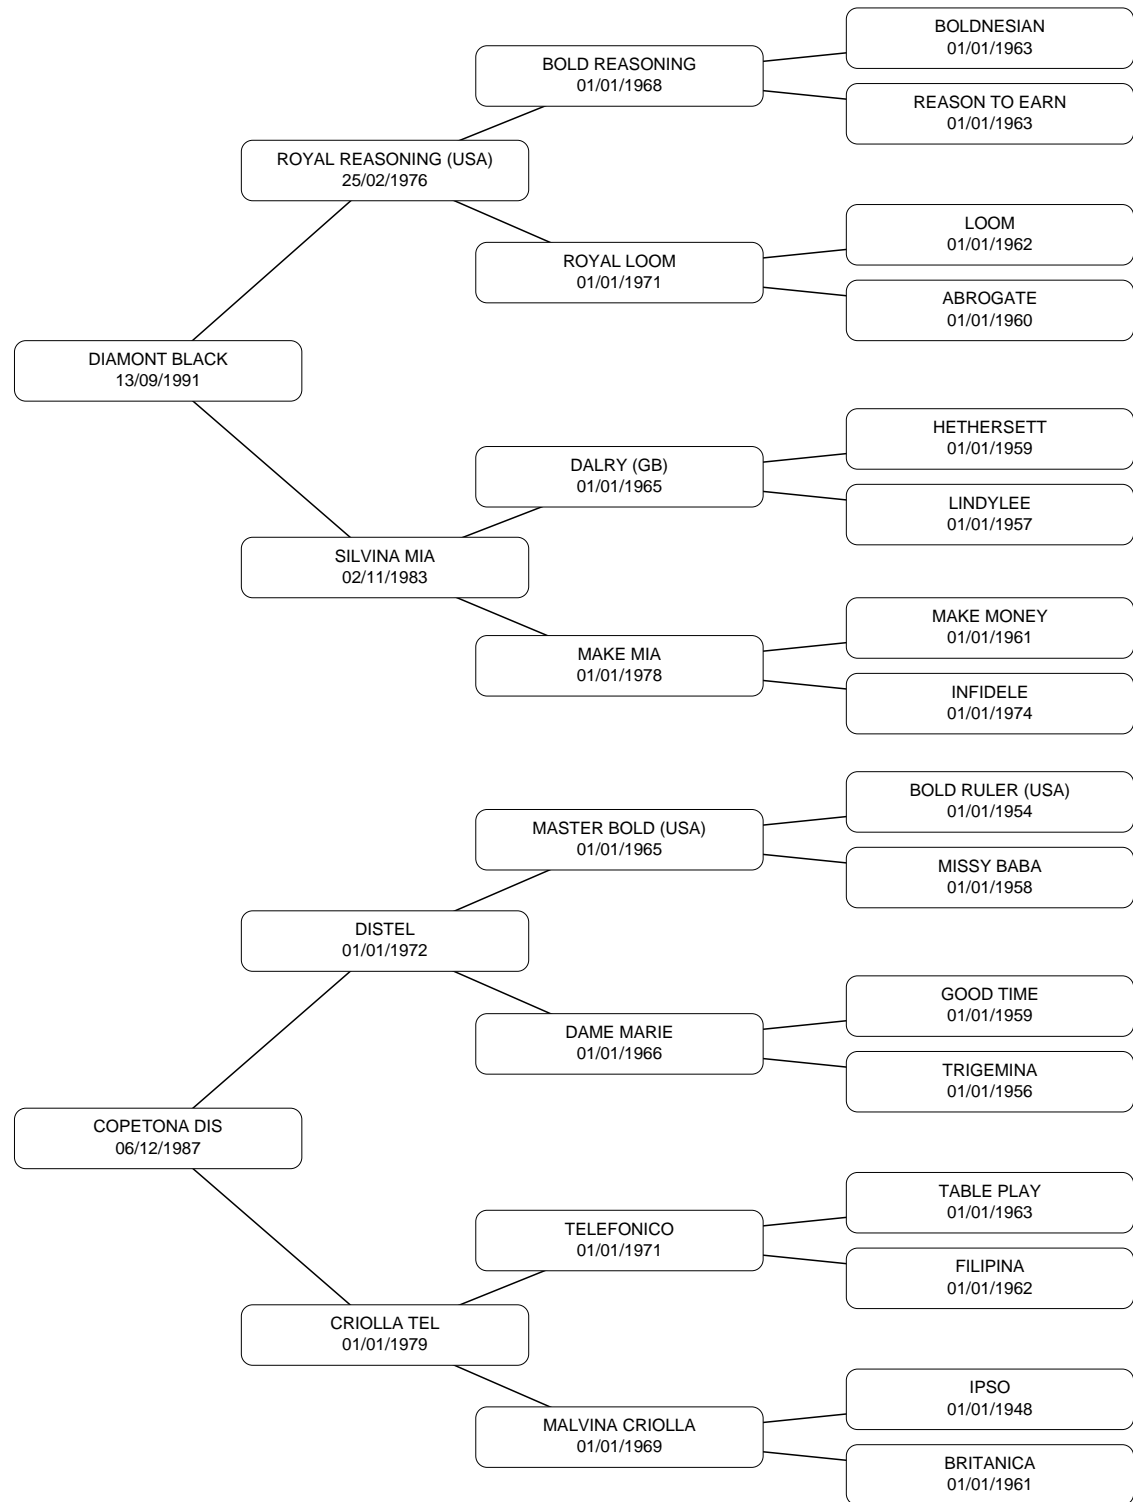 BOLDNESIAN
01/01/1963
BOLD REASONING
01/01/1968
REASON TO EARN
01/01/1963
ROYAL REASONING (USA)
25/02/1976
LOOM
01/01/1962
ROYAL LOOM
01/01/1971
ABROGATE
01/01/1960
DIAMONT BLACK
13/09/1991
HETHERSETT
01/01/1959
DALRY (GB)
01/01/1965
LINDYLEE
01/01/1957
SILVINA MIA
02/11/1983
MAKE MONEY
01/01/1961
MAKE MIA
01/01/1978
INFIDELE
01/01/1974
BOLD RULER (USA)
01/01/1954
MASTER BOLD (USA)
01/01/1965
MISSY BABA
01/01/1958
DISTEL
01/01/1972
GOOD TIME
01/01/1959
DAME MARIE
01/01/1966
TRIGEMINA
01/01/1956
COPETONA DIS
06/12/1987
TABLE PLAY
01/01/1963
TELEFONICO
01/01/1971
FILIPINA
01/01/1962
CRIOLLA TEL
01/01/1979
IPSO
01/01/1948
MALVINA CRIOLLA
01/01/1969
BRITANICA
01/01/1961